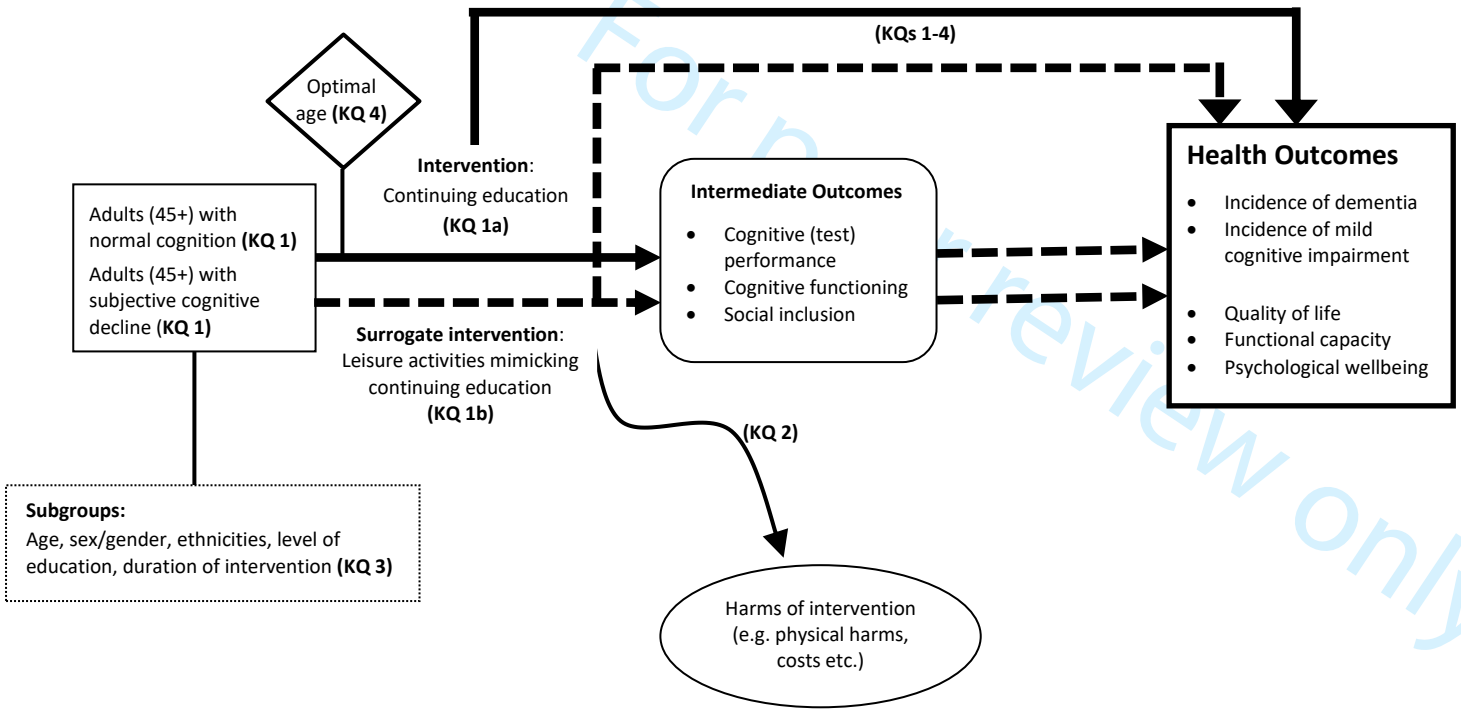 (KQs 1-4)
Optimal
age (KQ 4)
Intervention:
Continuing education
(KQ 1a)
Adults (45+) with
normal cognition (KQ 1)
Adults (45+) with
subjective cognitive
decline (KQ 1)
Surrogate intervention:
Leisure activities mimicking
continuing education
(KQ 1b)
Intermediate Outcomes
• Cognitive (test)
performance
• Cognitive functioning
• Social inclusion
Health Outcomes
• Incidence of dementia
• Incidence of mild
cognitive impairment
• Quality of life
• Functional capacity
• Psychological wellbeing
(KQ 2)
Subgroups:
Age, sex/gender, ethnicities, level of
education, duration of intervention (KQ 3)
Harms of intervention
(e.g. physical harms,
costs etc.)
For review only